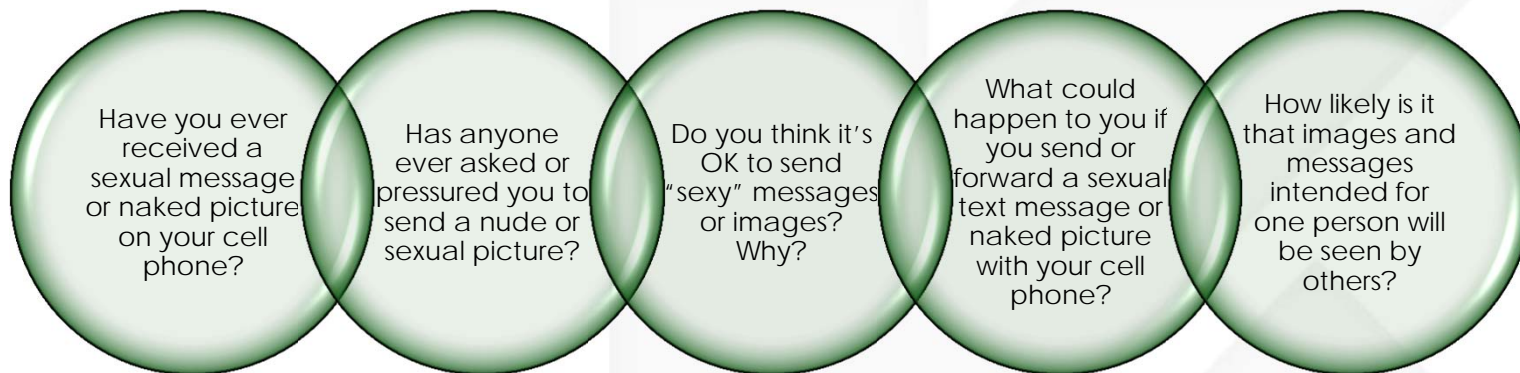 Have you ever
received a
sexual message
or naked picture
on your cell
phone?
Has anyone
ever asked or
pressured you to
send a nude or
sexual picture?
Do you think it’s
OK to send
“sexy” messages
or images?
Why?
What could
happen to you if
you send or
forward a sexual
text message or
naked picture
with your cell
phone?
How likely is it
that images and
messages
intended for
one person will
be seen by
others?